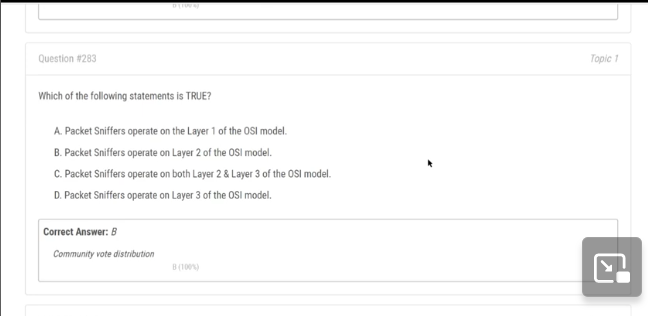 B (100%)
Question #283
Topic 1
Which of the following statements is TRUE?
A. Packet Sniffers operate on the Layer 1 of the OSI model.
B. Packet Sniffers operate on Layer 2 of the OSI model.
C. Packet Sniffers operate on both Layer 2 & Layer 3 of the OSI model.
D. Packet Sniffers operate on Layer 3 of the OSI model.
Correct Answer: B
Community vote distribution
B (100%)